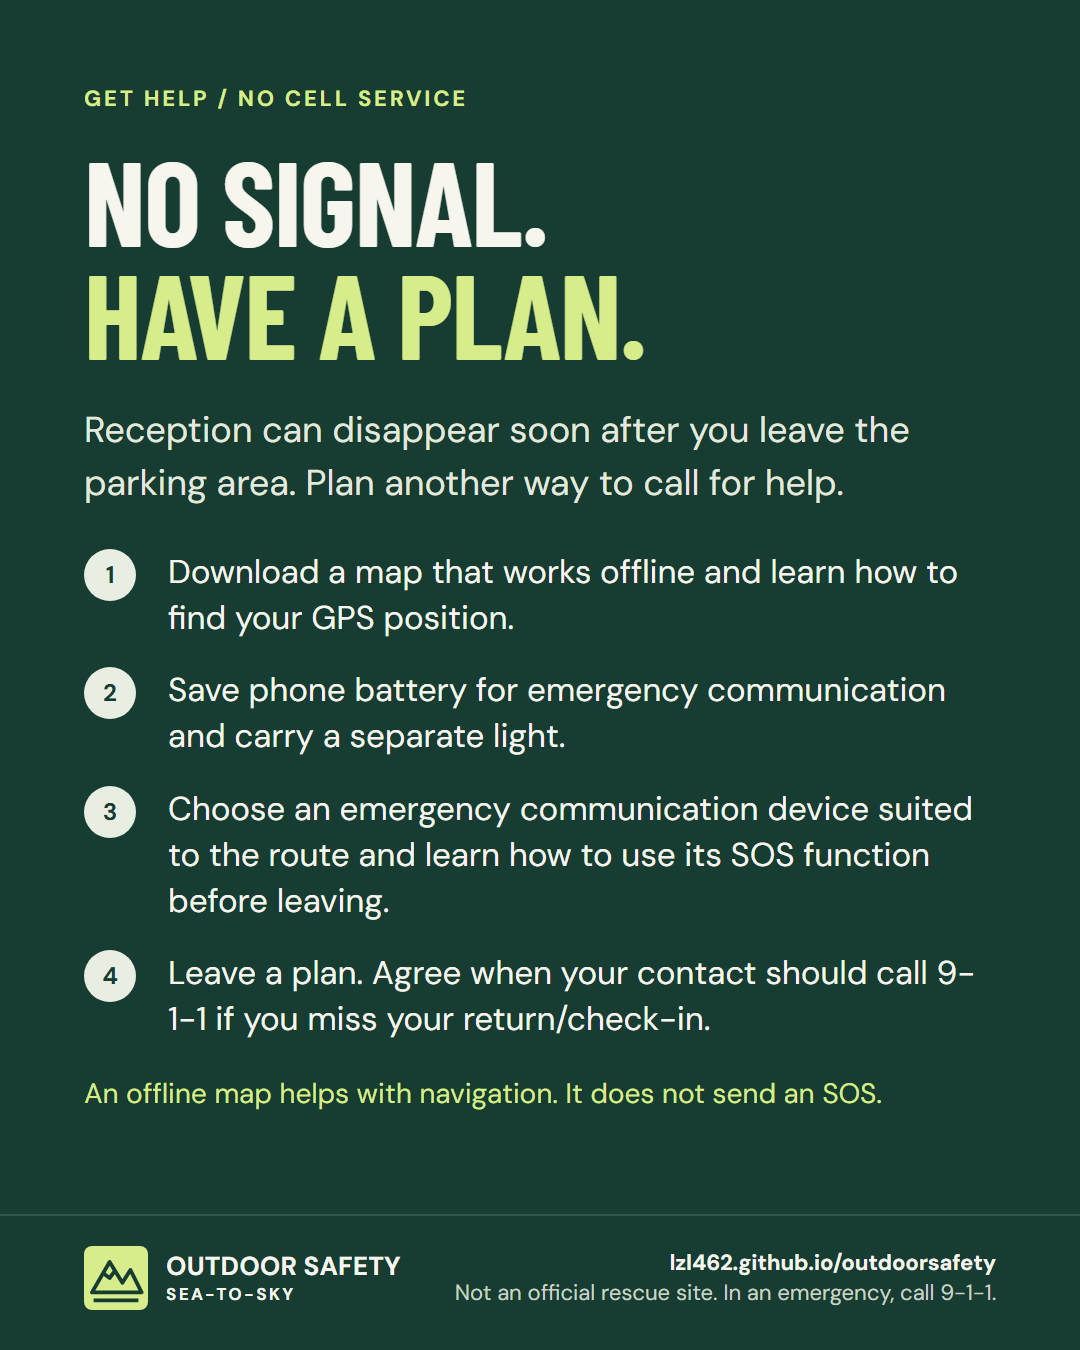 GET HELP / NO CELL SERVICE
NO SIGNAL.
HAVE A PLAN.
Reception can disappear soon after you leave the
parking area. Plan another way to call for help.
1 Download a map that works offline and learn how to
find your GPS position.
2 Save phone battery for emergency communication
and carry a separate light.
3 Choose an emergency communication device suited
to the route and learn how to use its SOS function
before leaving.
4 Leave a plan. Agree when your contact should call 9-
1-1 if you miss your return/check-in.
An offline map helps with navigation. It does not send an SOS.
OUTDOOR SAFETY
SEA-TO-SKY
lzl462.github.io/outdoorsafety
Not an official rescue site. In an emergency, call 9-1-1.